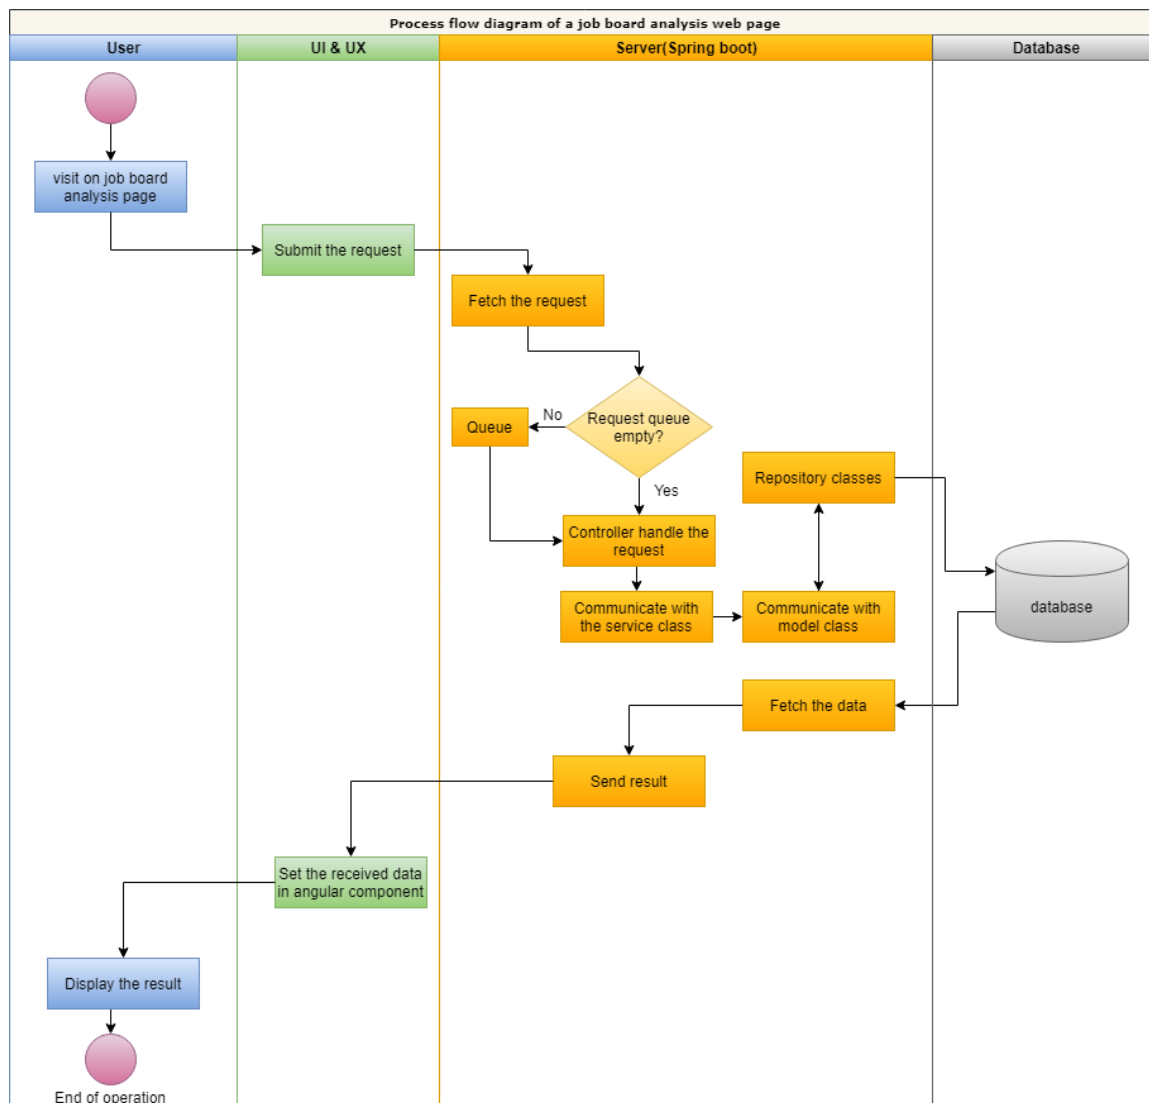 Process flow diagram of a job board analysis web page
User
UI & UX
Server(Spring boot)
Database
visit on job board
analysis page
Submit the request
Fetch the request
Request queue
empty?
No
Queue
Yes
Repository classes
Controller handle the
request
Communicate with
the service class
Communicate with
model class
database
Fetch the data
Send result
Set the received data
in angular component
Display the result
End of operation